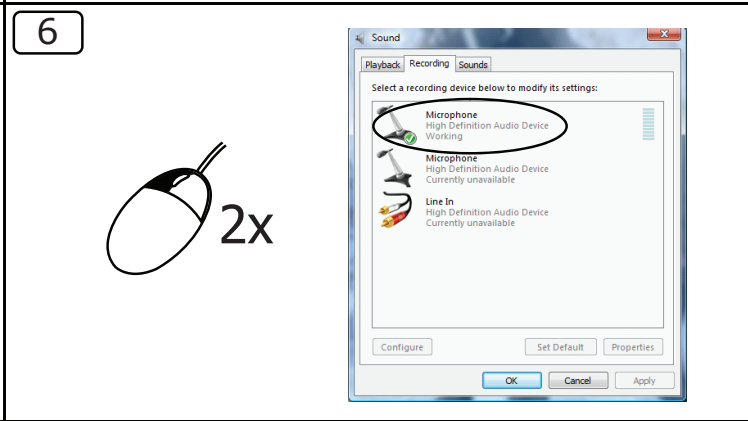 6
2x
Sound
Playback Recording Sounds
Select a recording device below to modify its settings:
Microphone
High Definition Audio Device
Working
Microphone
High Definition Audio Device
Currently unavailable
Line In
High Definition Audio Device
Currently unavailable
Configure Set Default Properties
OK Cancel Apply